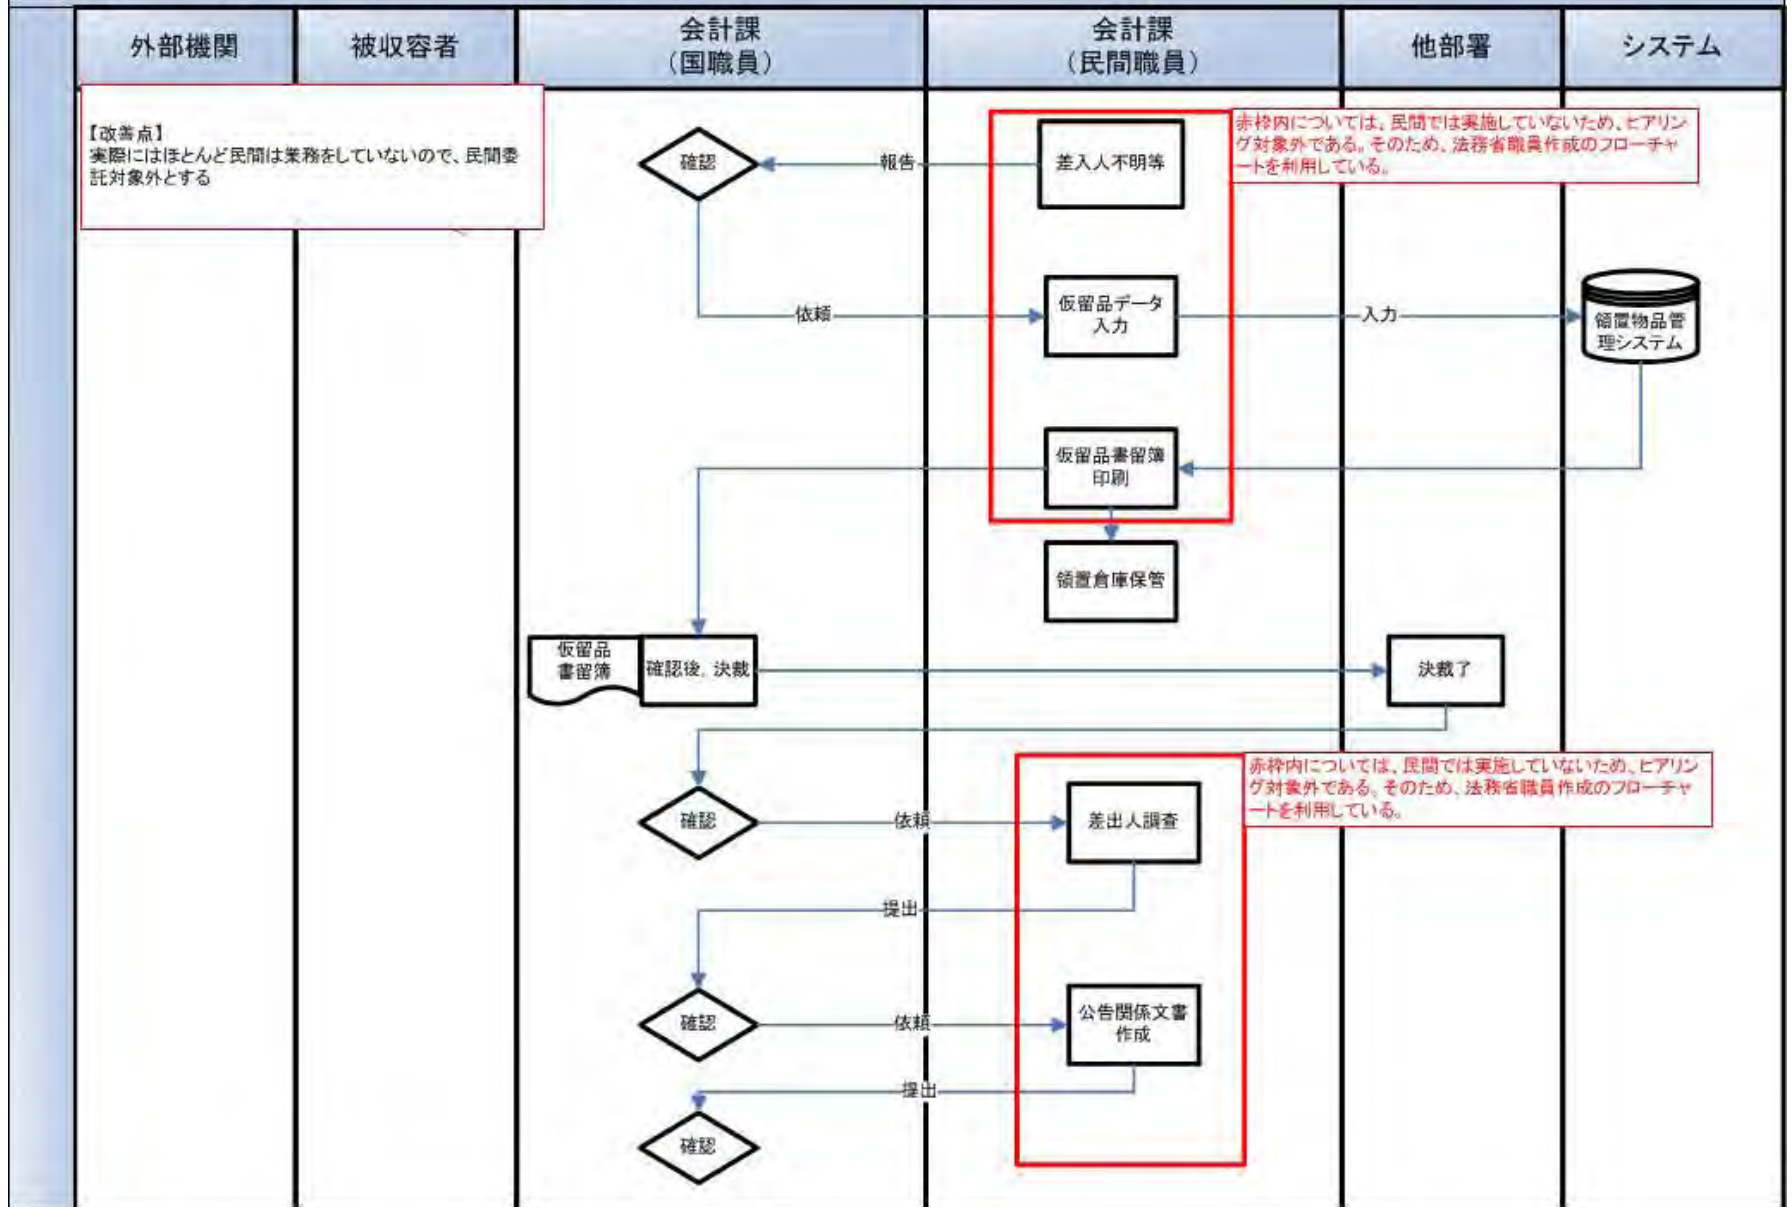 外部機関
被収容者
会計課
（国職員）
会計課
（民間職員）
他部署
システム
【改善点】
実際にはほとんど民間は業務をしていないので、民間委
託対象外とする
確認
報告
差入人不明等
赤枠内については、民間では実施していないため、ヒアリン
グ対象外である。そのため、法務省職員作成のフローチャ
ートを利用している。
依頼
仮留品データ
入力
入力
領置物品管
理システム
仮留品書留簿
印刷
領置倉庫保管
仮留品
書留簿
確認後，決裁
決裁了
確認
依頼
差出人調査
赤枠内については、民間では実施していないため、ヒアリン
グ対象外である。そのため、法務省職員作成のフローチャ
ートを利用している。
提出
確認
依頼
公告関係文書
作成
提出
確認